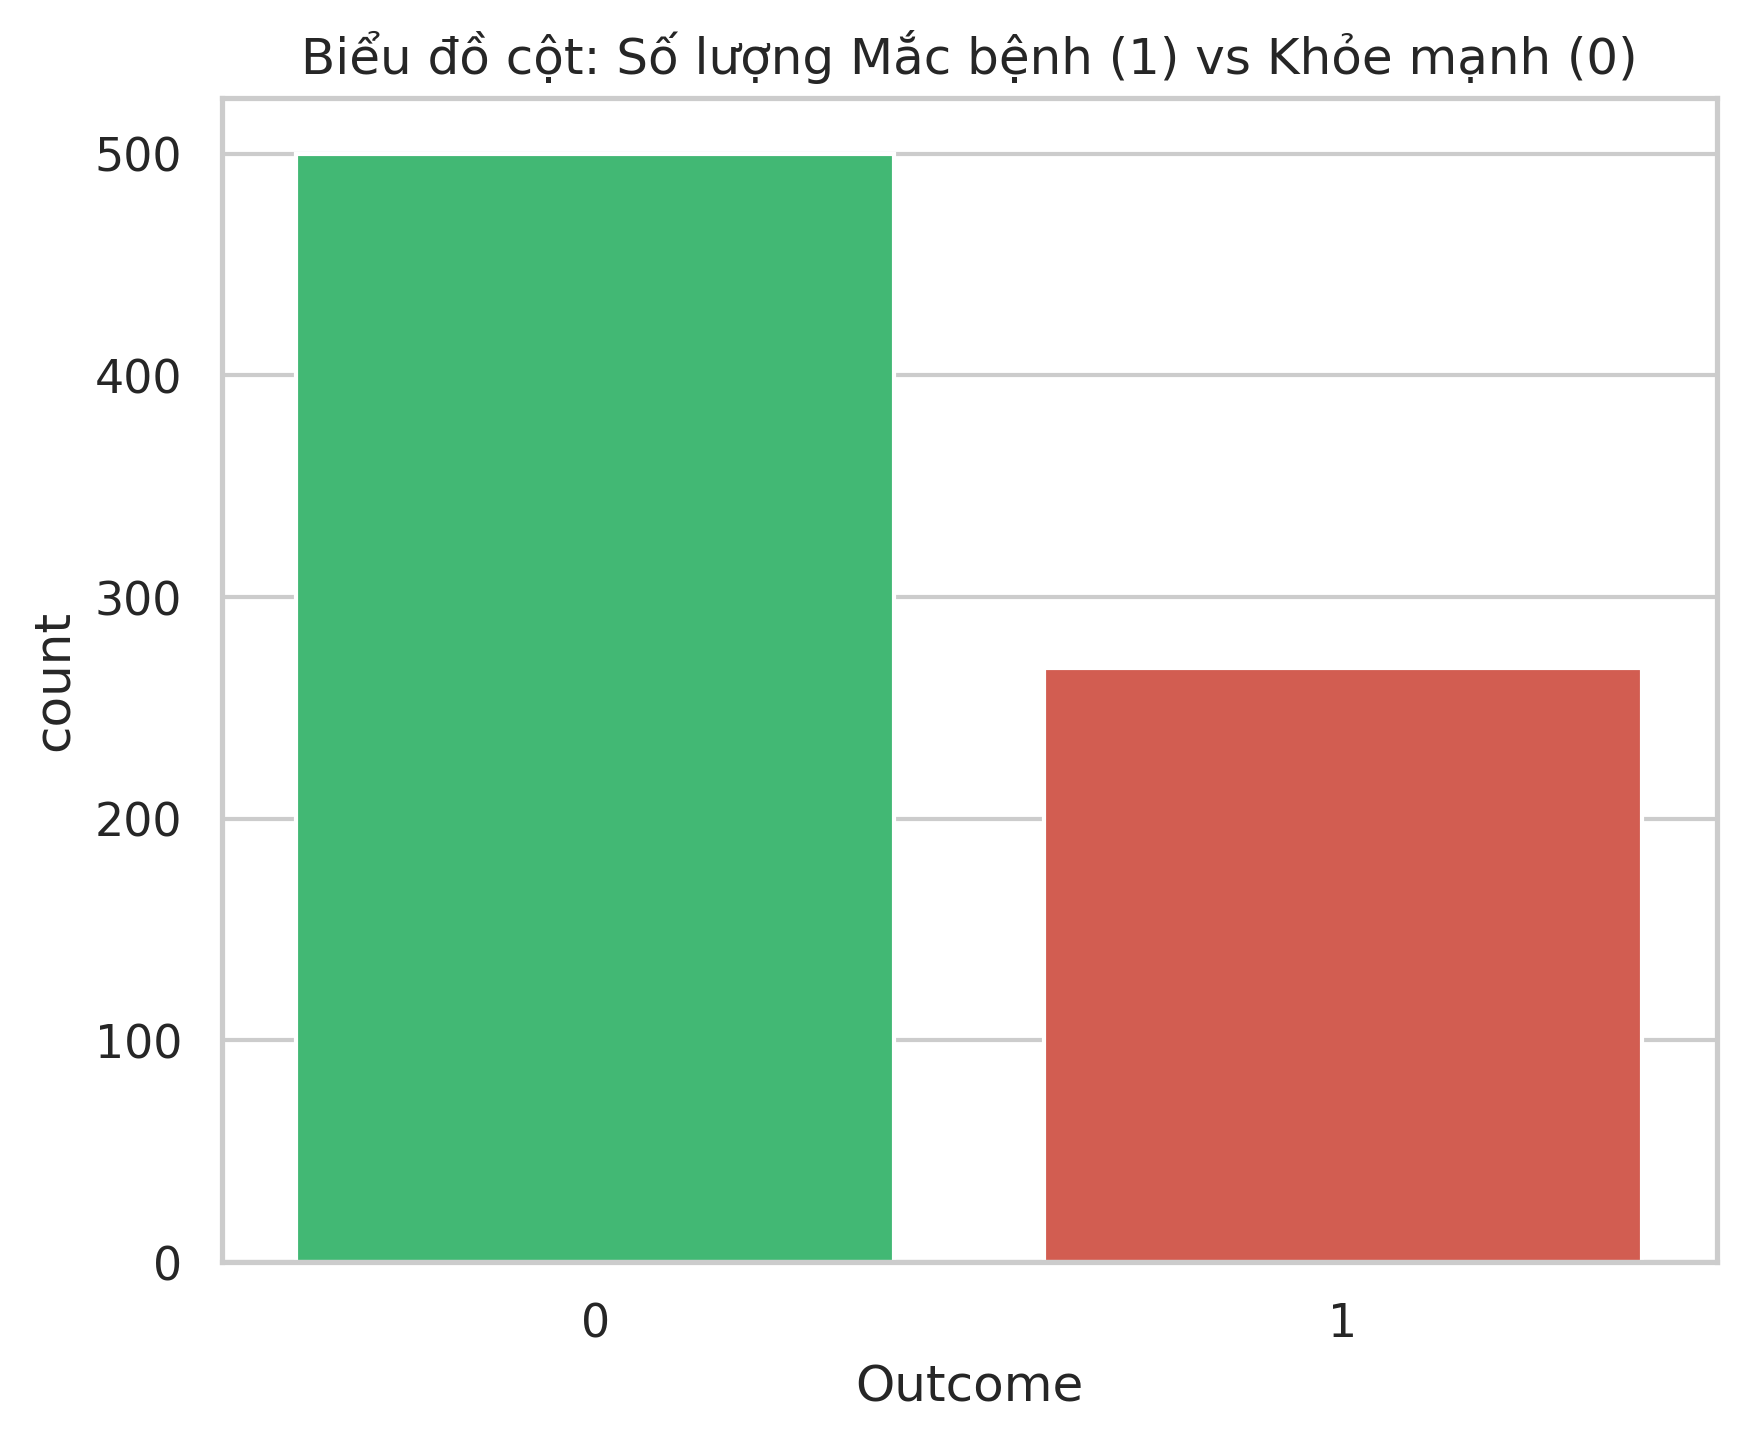 Biểu đồ cột: Số lượng Mắc bệnh (1) vs Khỏe mạnh (0)
500
400
300
200
100
0
count
0 1
Outcome